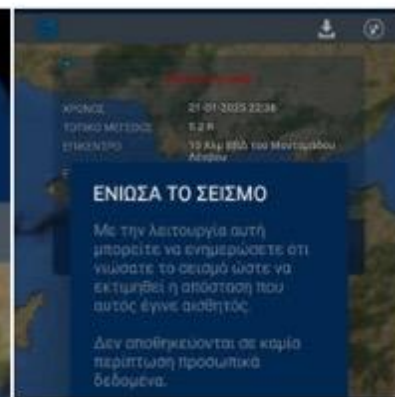 ΧΡΟΝΟΣ 21-01-2025 22:36
ΤΟΠΙΚΟ ΜΕΓΕΘΟΣ 5.2 R
ΕΠΙΚΕΝΤΡΟ 10 Χλμ ΒΒΔ του Μανταμάδου
Λέσβου
ΕΝΙΩΣΑ ΤΟ ΣΕΙΣΜΟ
Με την λειτουργία αυτή
μπορείτε να ενημερώσετε ότι
νιώσατε το σεισμό ώστε να
εκτιμηθεί η απόσταση που
αυτός έγινε αισθητός.
Δεν αποθηκεύονται σε καμία
περίπτωση προσωπικά
δεδομένα.